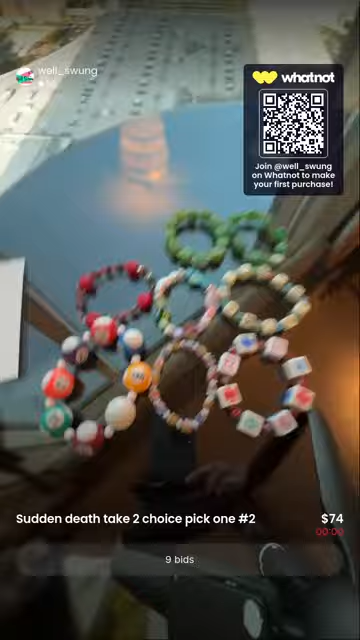 well_swung
whatnot
Join @well_swung
on Whatnot to make
your first purchase!
Sudden death take 2 choice pick one #2
$74
00:00
9 bids